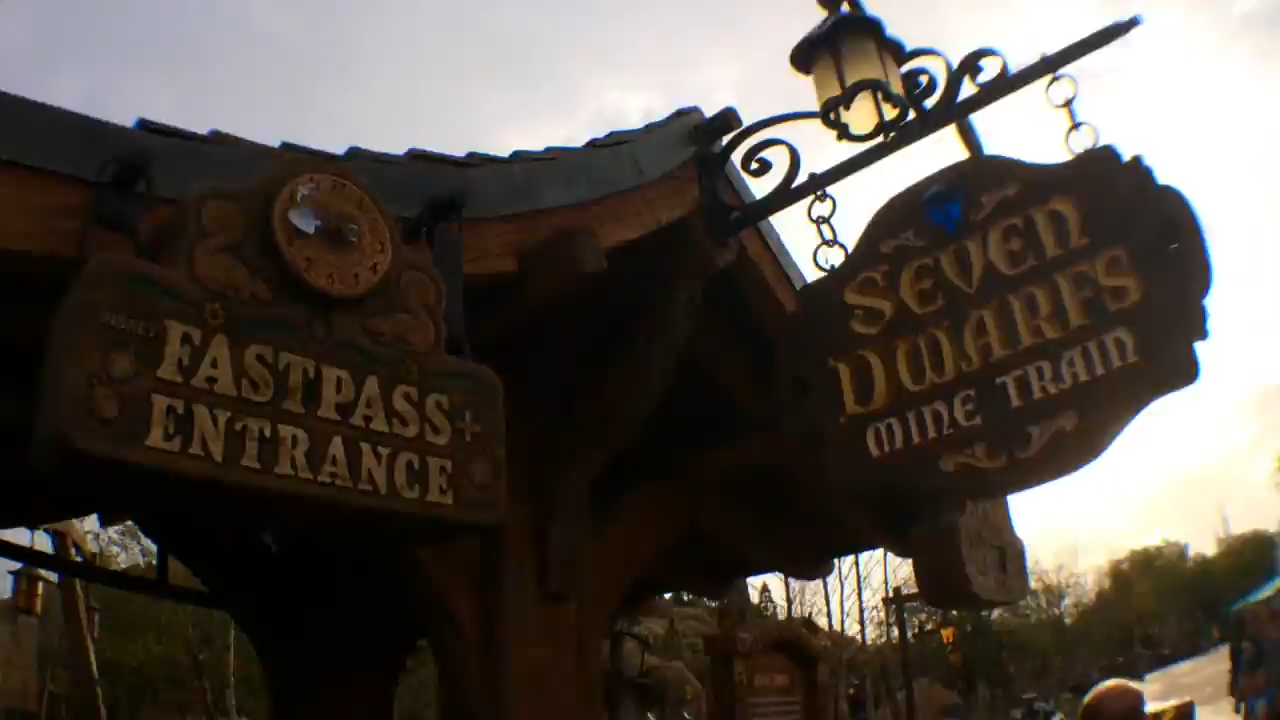 FASTPASS+
ENTRANCE
SEVEN
DWARFS
MINE TRAIN